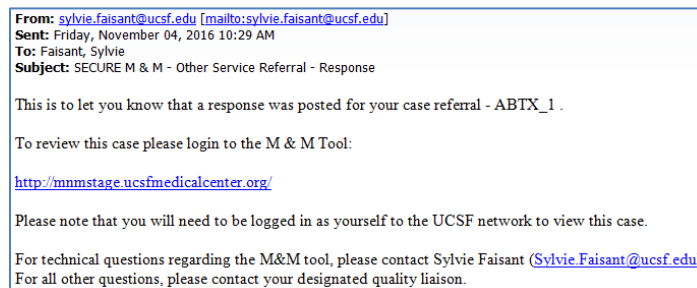 From: sylvie.faisant@ucsf.edu [mailto:sylvie.faisant@ucsf.edu]
Sent: Friday, November 04, 2016 10:29 AM
To: Faisant, Sylvie
Subject: SECURE M & M - Other Service Referral - Response
This is to let you know that a response was posted for your case referral - ABTX_1 .
To review this case please login to the M & M Tool:
http://mnmstage.ucsfmedicalcenter.org/
Please note that you will need to be logged in as yourself to the UCSF network to view this case.
For technical questions regarding the M&M tool, please contact Sylvie Faisant (Sylvie.Faisant@ucsf.edu
For all other questions, please contact your designated quality liaison.